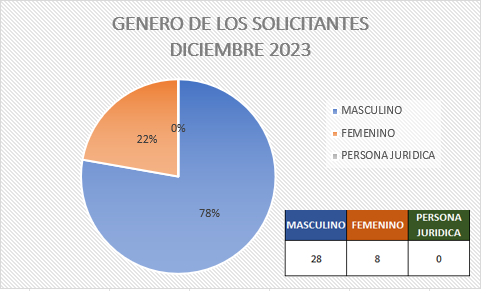 GENERO DE LOS SOLICITANTES
DICIEMBRE 2023
0%
22%
78%
MASCULINO
FEMENINO
PERSONA JURIDICA
MASCULINO FEMENINO PERSONA
JURIDICA
28 8 0